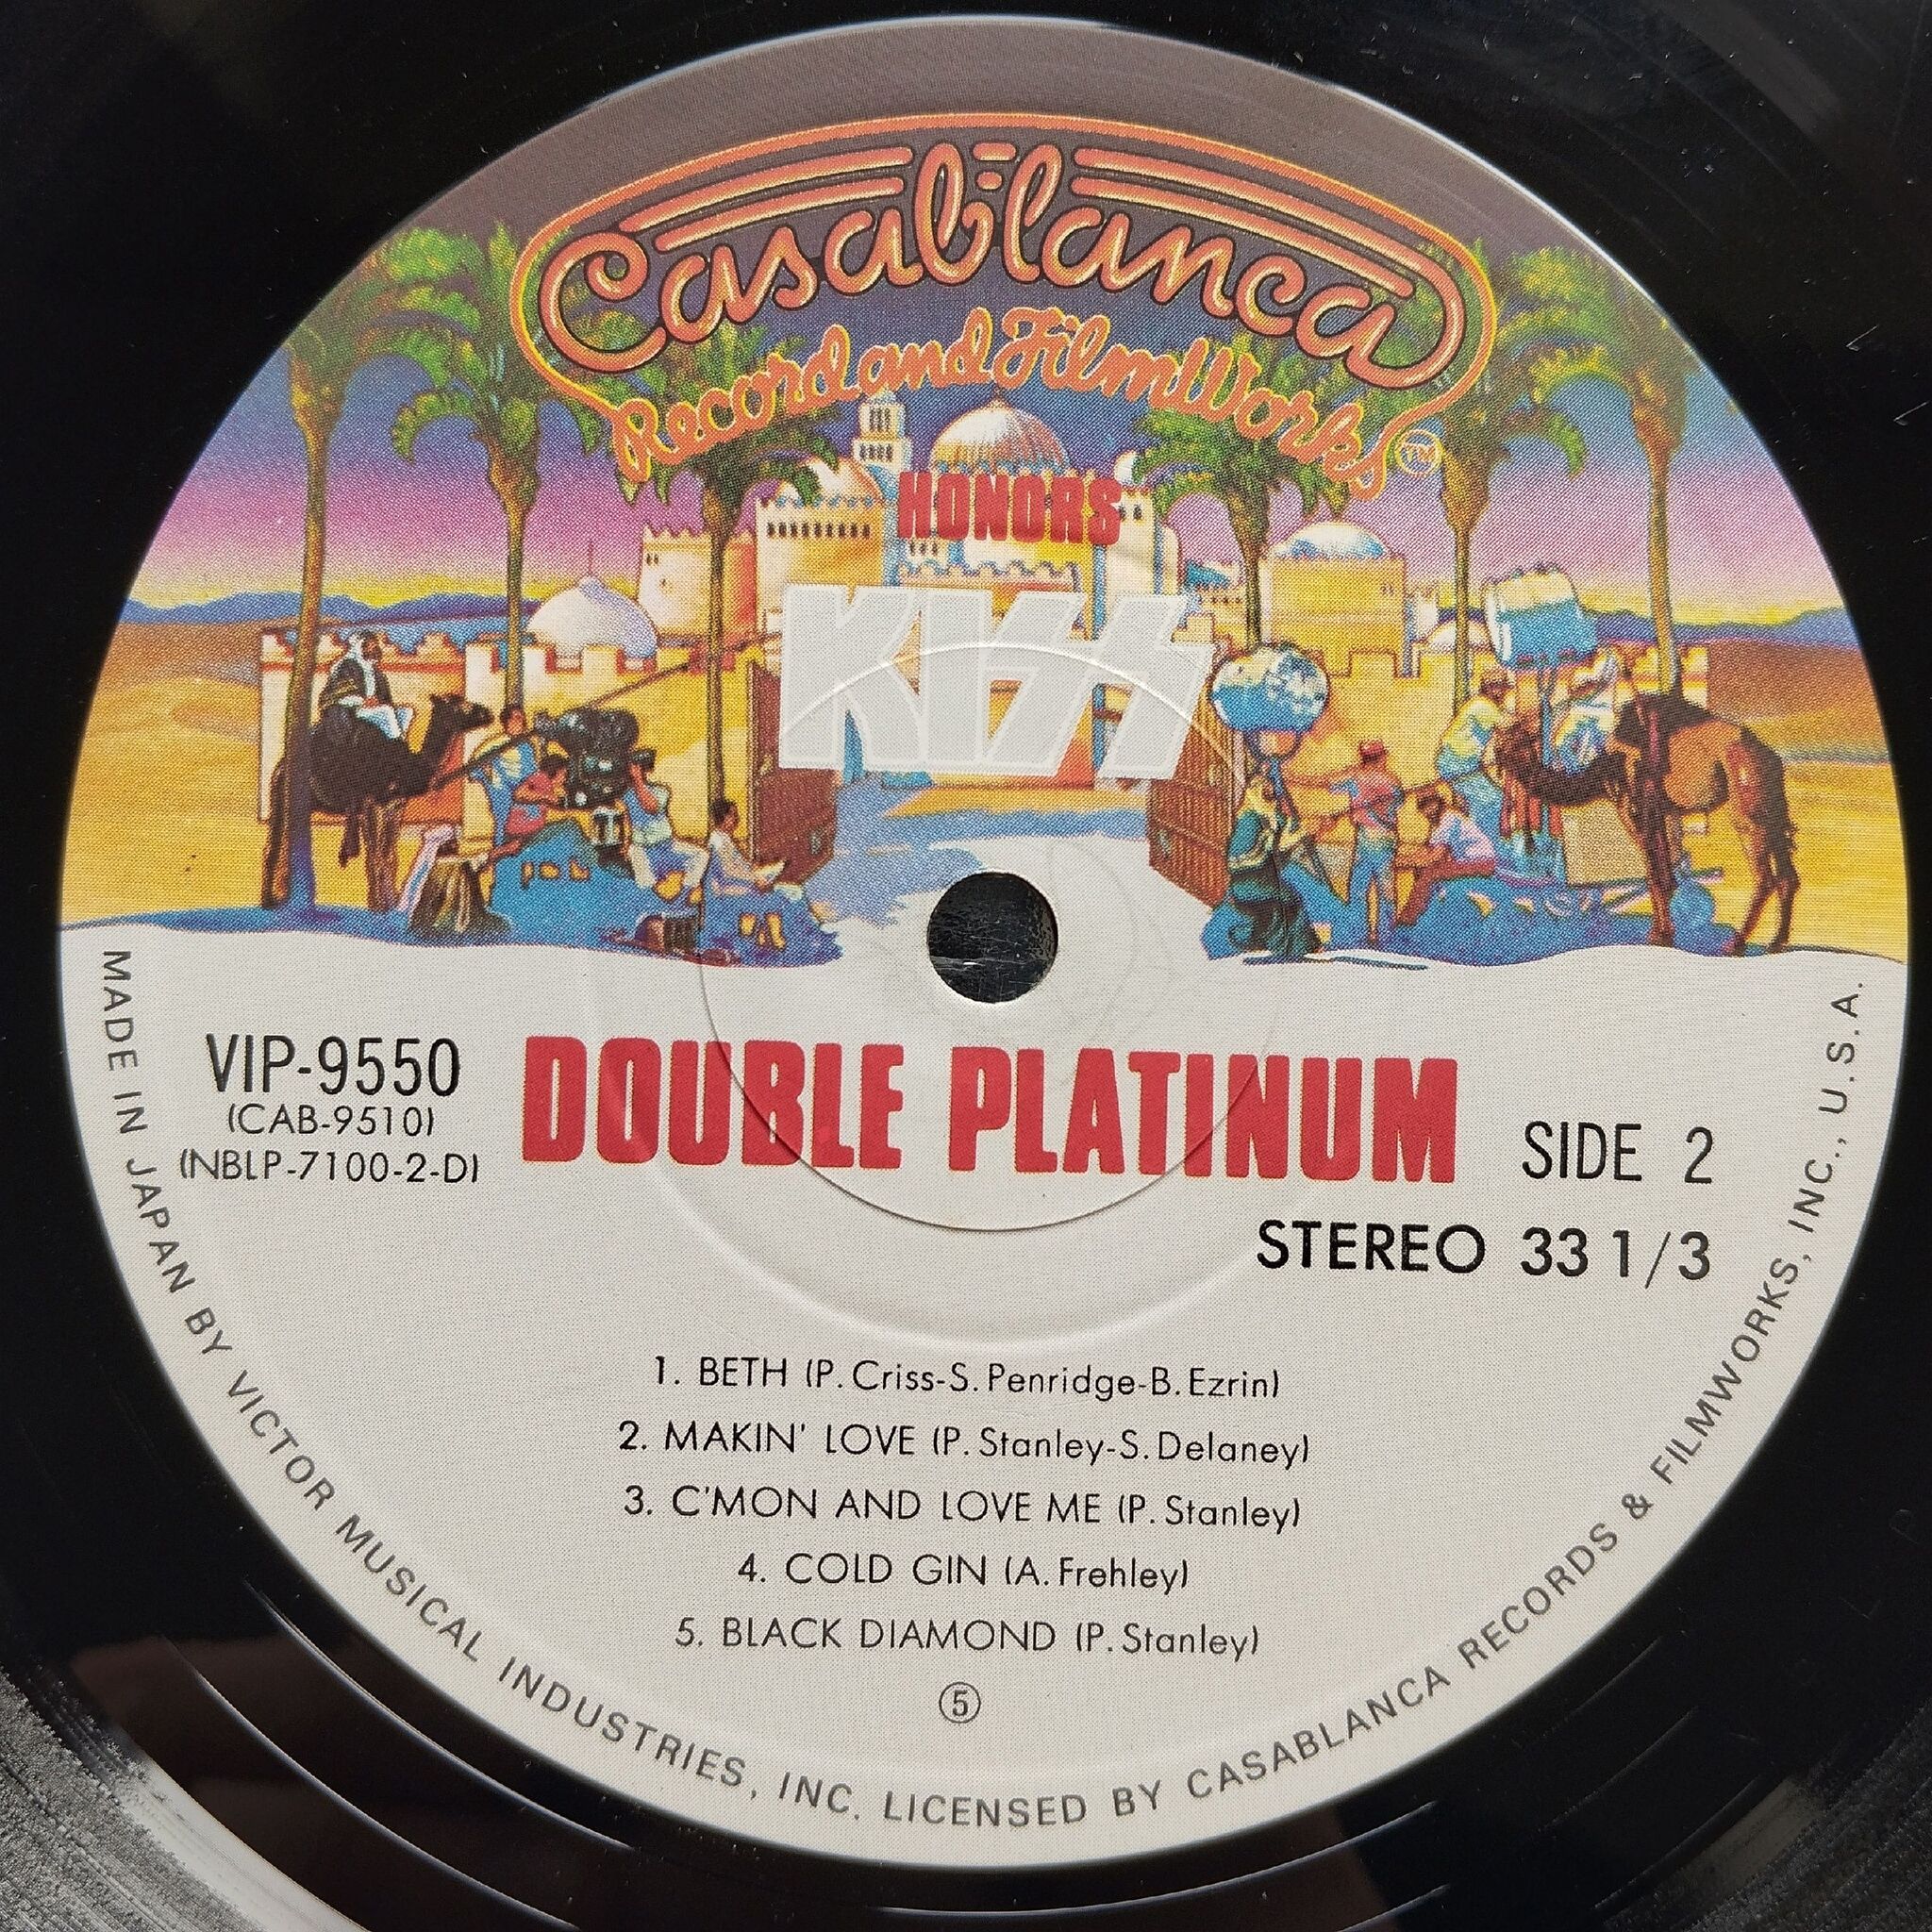 Casablanca
Record and FilmWorks TM
HONORS
KISS
VIP-9550
(CAB-9510)
(NBLP-7100-2-D)
DOUBLE PLATINUM
SIDE 2
STEREO 33 1/3
1. BETH (P. Criss-S. Penridge-B. Ezrin)
2. MAKIN' LOVE (P. Stanley-S. Delaney)
3. C'MON AND LOVE ME (P. Stanley)
4. COLD GIN (A. Frehley)
5. BLACK DIAMOND (P. Stanley)
⑤
MADE IN JAPAN BY VICTOR MUSICAL INDUSTRIES, INC. LICENSED BY CASABLANCA RECORDS & FILMWORKS, INC., U.S.A.